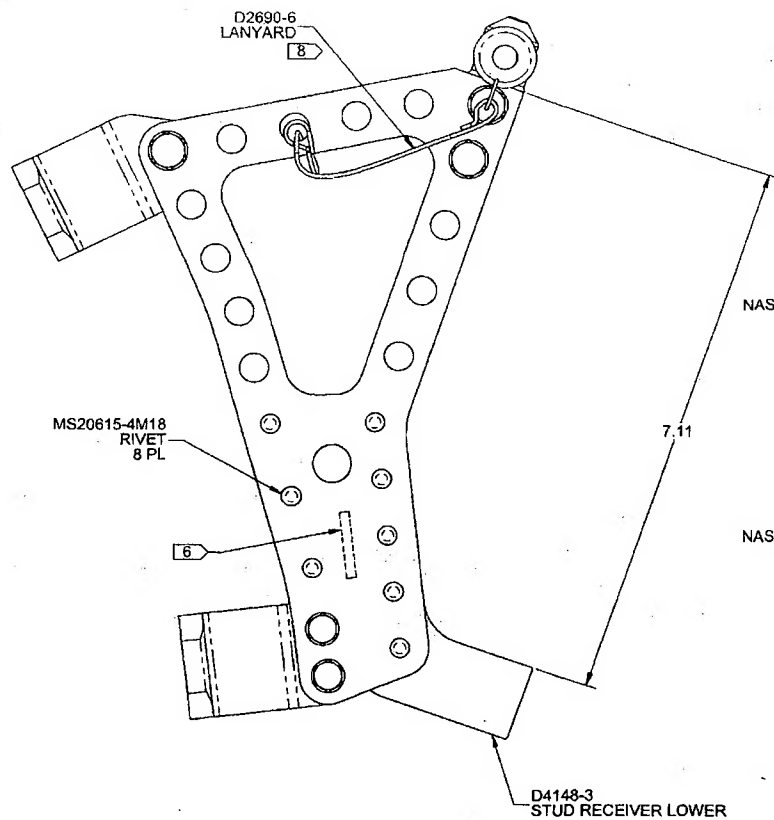 D2690-6
LANYARD
8
NAS
MS20615-4M18
RIVET
8 PL
7.11
6
NAS
D4148-3
STUD RECEIVER LOWER